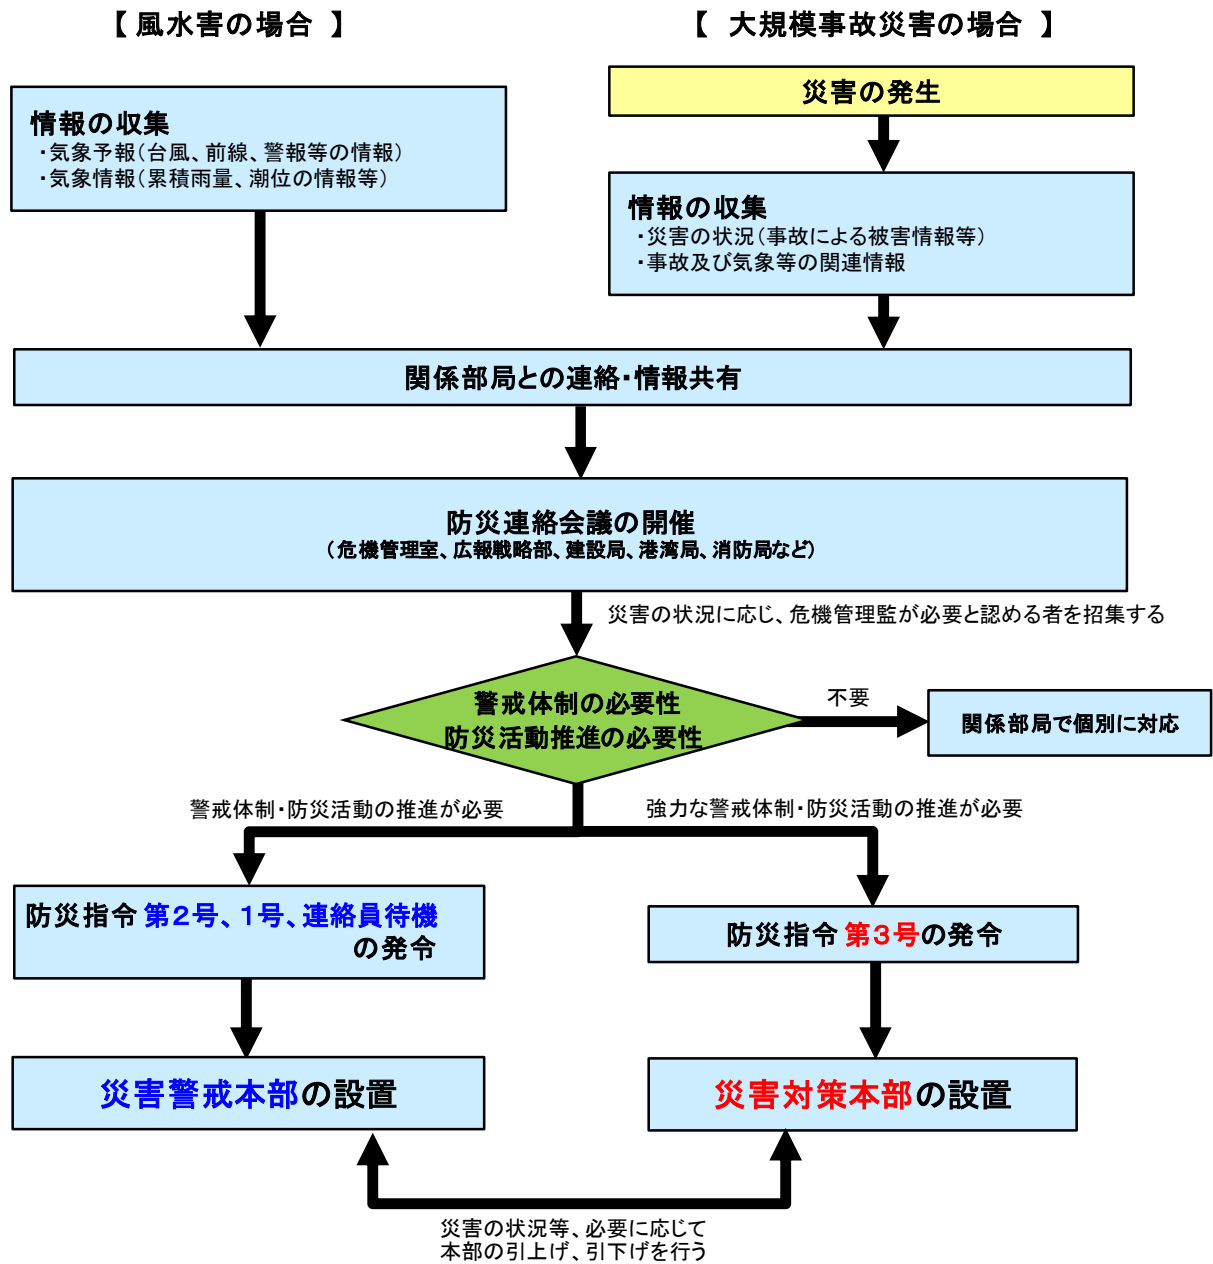 【 風水害の場合 】
【 大規模事故災害の場合 】
災害の発生
情報の収集
・気象予報(台風、前線、警報等の情報)
・気象情報(累積雨量、潮位の情報等)
情報の収集
・災害の状況(事故による被害情報等)
・事故及び気象等の関連情報
関係部局との連絡・情報共有
防災連絡会議の開催
(危機管理室、広報戦略部、建設局、港湾局、消防局など)
災害の状況に応じ、危機管理監が必要と認める者を招集する
警戒体制の必要性
防災活動推進の必要性
不要
関係部局で個別に対応
警戒体制・防災活動の推進が必要
強力な警戒体制・防災活動の推進が必要
防災指令 第2号、1号、連絡員待機
の発令
防災指令 第3号の発令
災害警戒本部の設置
災害対策本部の設置
災害の状況等、必要に応じて
本部の引上げ、引下げを行う